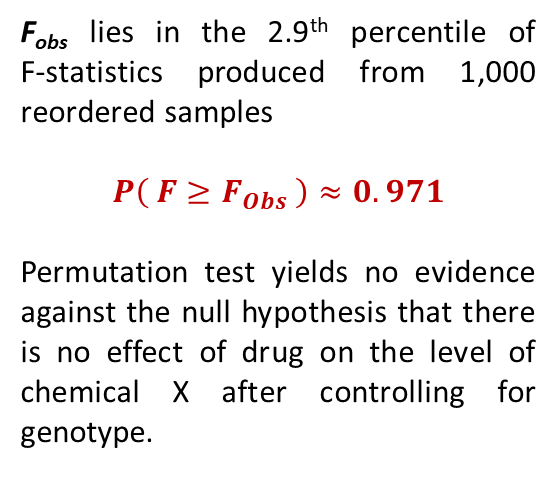 F_obs lies in the 2.9th percentile of
F-statistics produced from 1,000
reordered samples
P( F ≥ F_Obs ) ≈ 0.971
Permutation test yields no evidence
against the null hypothesis that there
is no effect of drug on the level of
chemical X after controlling for
genotype.